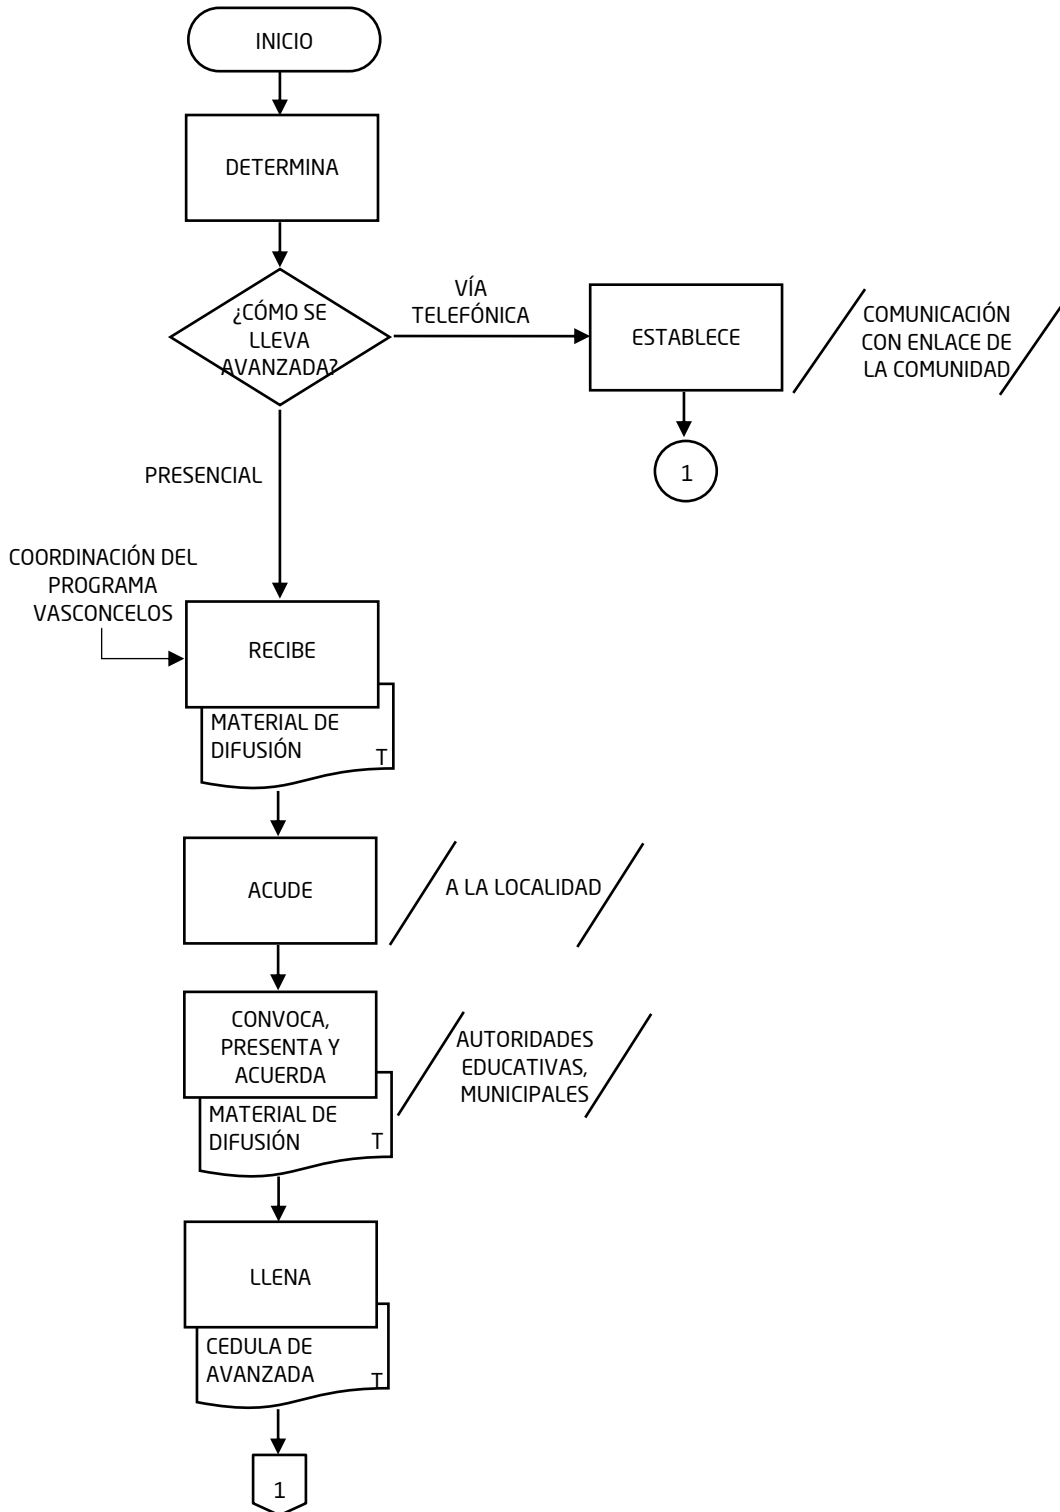 INICIO
DETERMINA
¿CÓMO SE
LLEVA
AVANZADA?
VÍA
TELEFÓNICA
ESTABLECE
COMUNICACIÓN
CON ENLACE DE
LA COMUNIDAD
1
PRESENCIAL
COORDINACIÓN DEL
PROGRAMA
VASCONCELOS
RECIBE
MATERIAL DE
DIFUSIÓN T
ACUDE
A LA LOCALIDAD
CONVOCA,
PRESENTA Y
ACUERDA
AUTORIDADES
EDUCATIVAS,
MUNICIPALES
MATERIAL DE
DIFUSIÓN T
LLENA
CEDULA DE
AVANZADA T
1